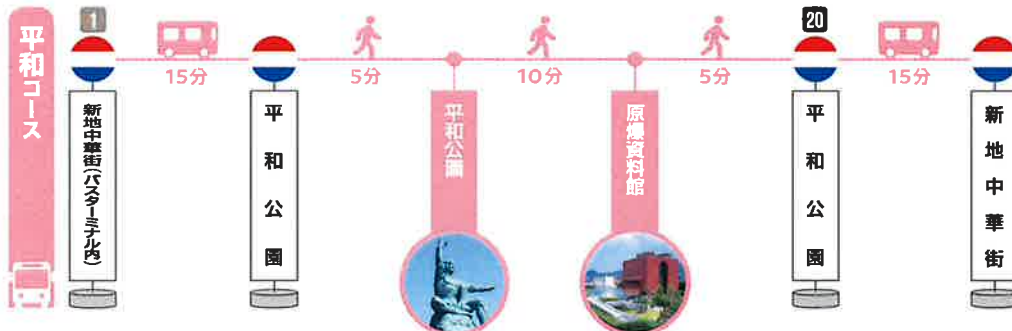 平和コース
1
20
15分
5分
10分
5分
15分
新地中華街(バスターミナル内)
平和公園
平和公園
原爆資料館
平和公園
新地中華街